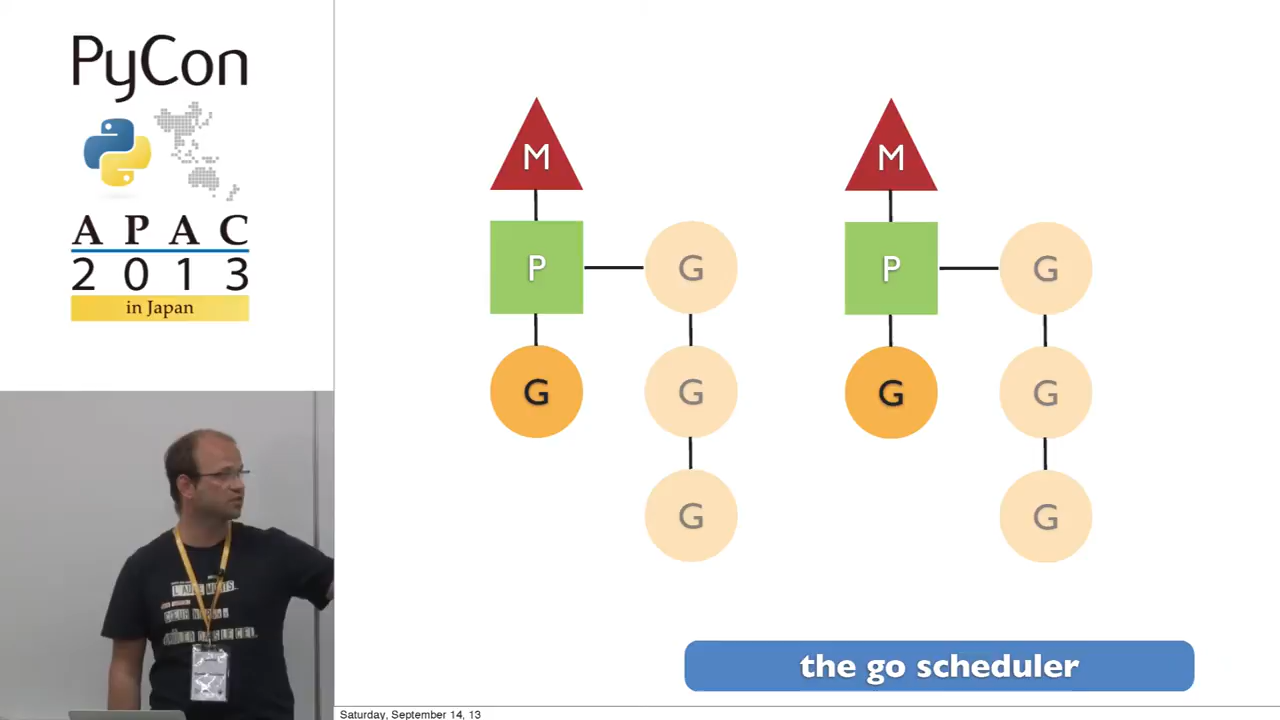 PyCon
APAC
2013
in Japan
M
M
P
G
P
G
G
G
G
G
G
G
the go scheduler
Saturday, September 14, 13